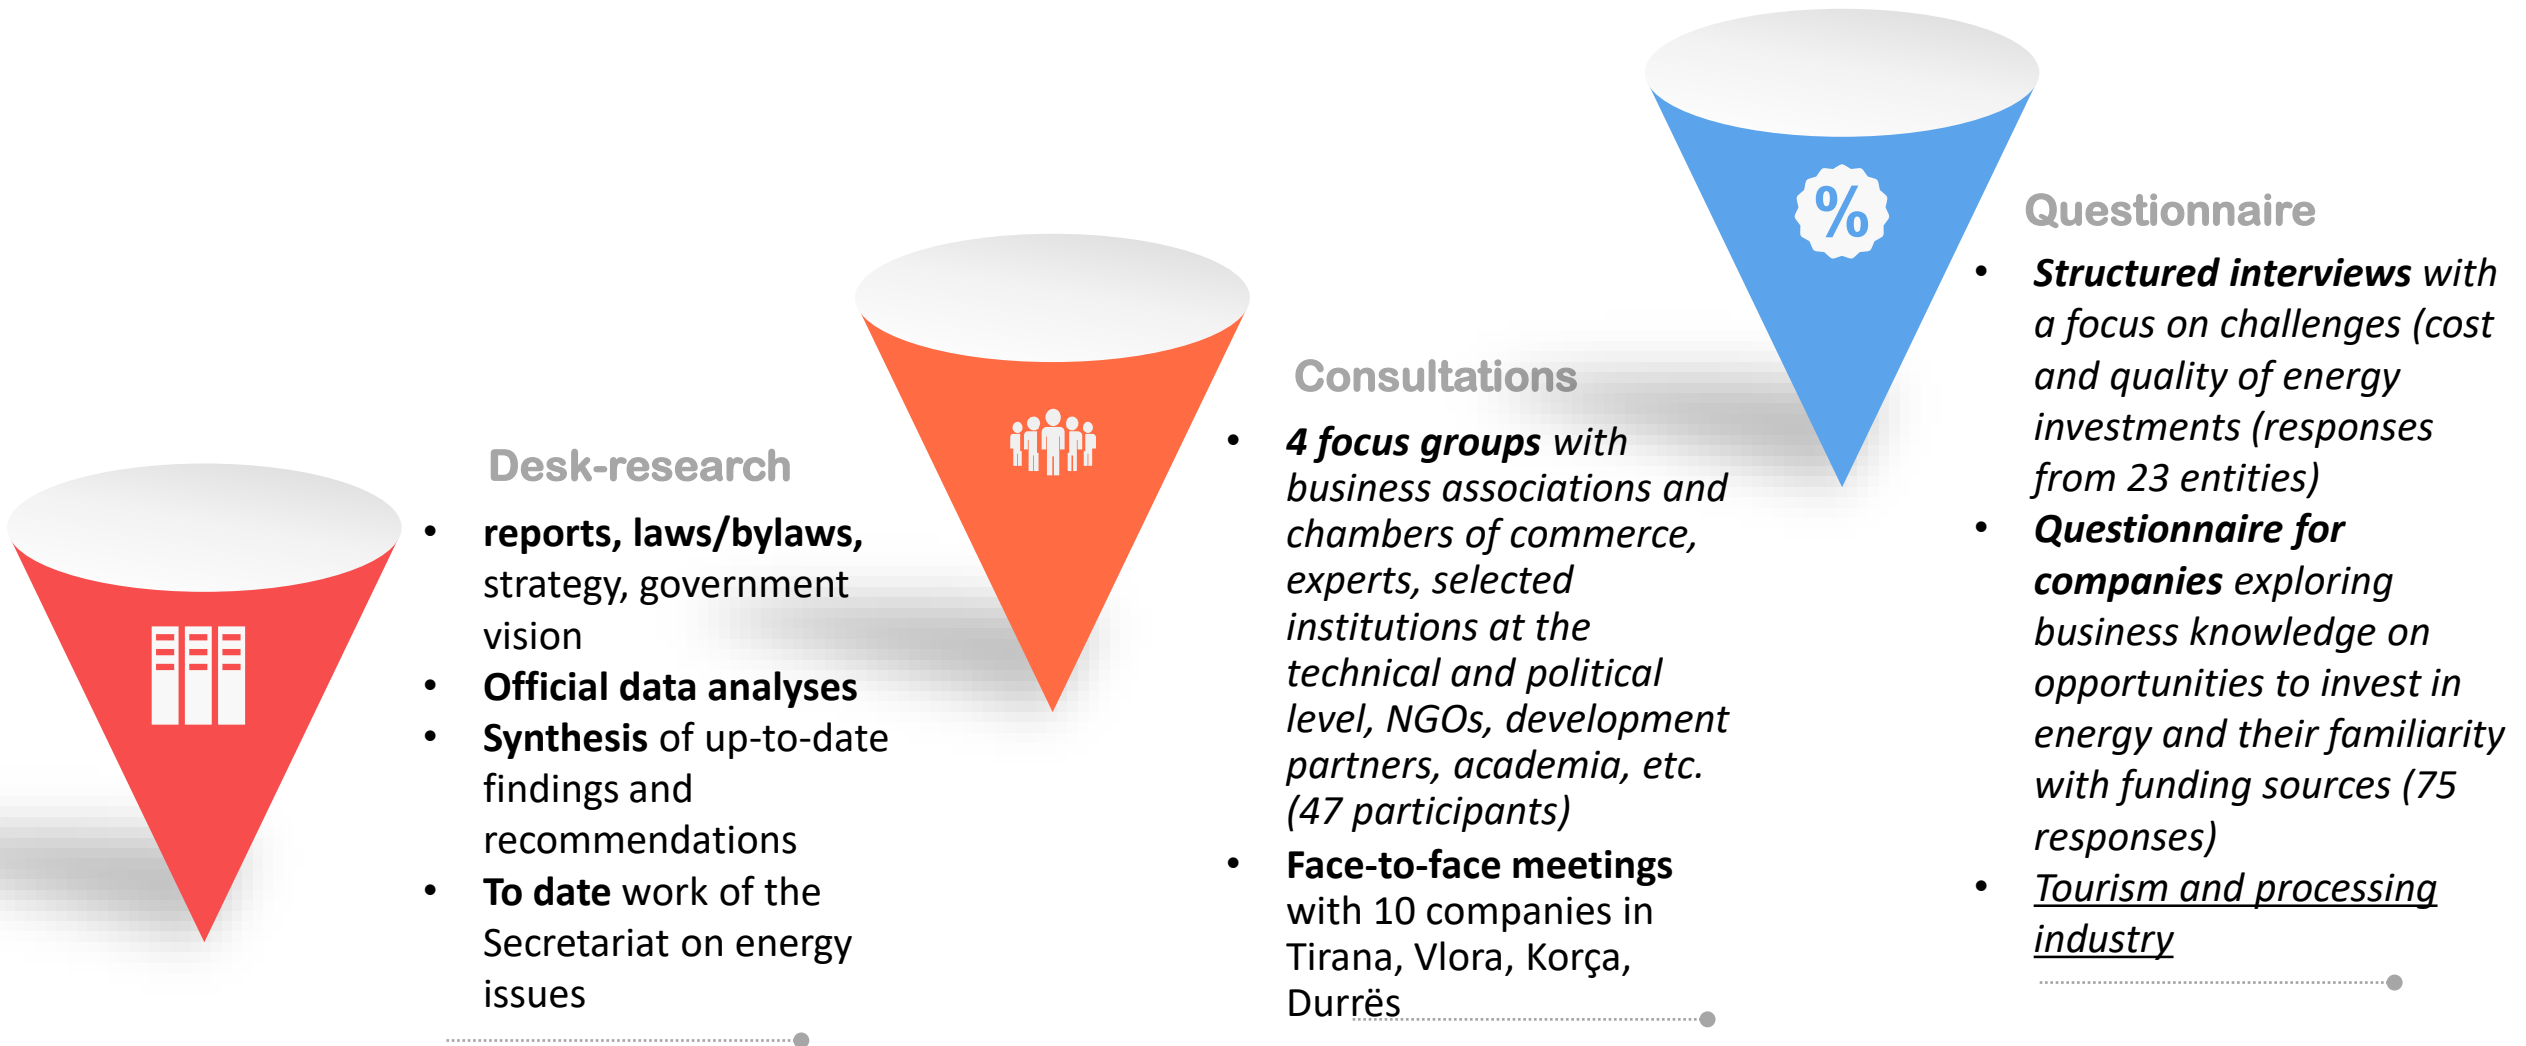 Desk-research
• reports, laws/bylaws,
strategy, government
vision
• Official data analyses
• Synthesis of up-to-date
findings and
recommendations
• To date work of the
Secretariat on energy
issues
Consultations
• 4 focus groups with
business associations and
chambers of commerce,
experts, selected
institutions at the
technical and political
level, NGOs, development
partners, academia, etc.
(47 participants)
• Face-to-face meetings
with 10 companies in
Tirana, Vlora, Korça,
Durrës
%
Questionnaire
• Structured interviews with
a focus on challenges (cost
and quality of energy
investments (responses
from 23 entities)
• Questionnaire for
companies exploring
business knowledge on
opportunities to invest in
energy and their familiarity
with funding sources (75
responses)
• Tourism and processing
industry